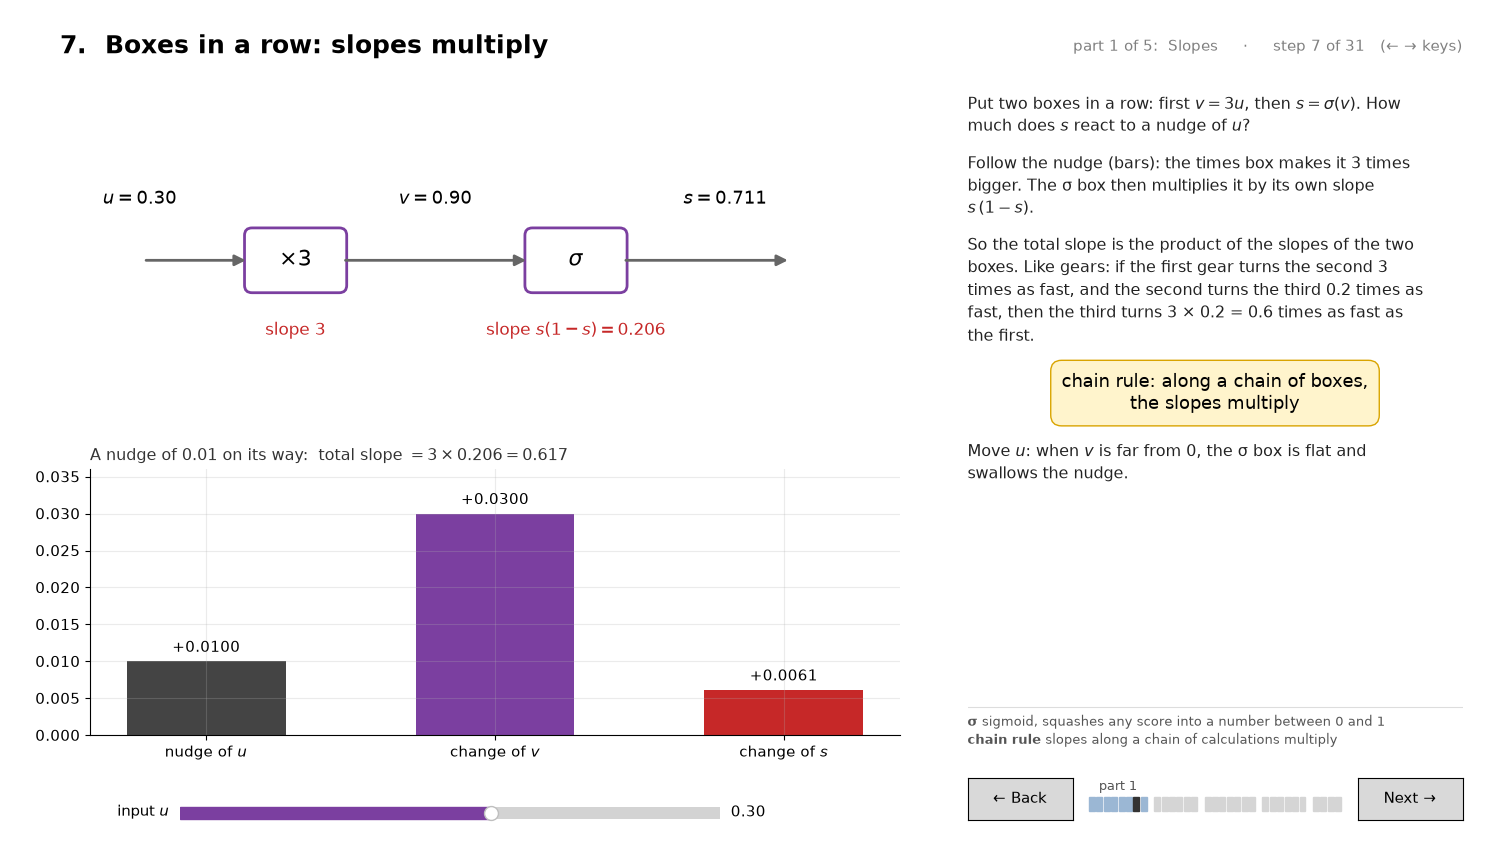 7.  Boxes in a row: slopes multiply
part 1 of 5:  Slopes  ·  step 7 of 31  (← → keys)
u = 0.30
v = 0.90
s = 0.711
×3
σ
slope 3
slope s(1 − s) = 0.206
A nudge of 0.01 on its way:  total slope = 3 × 0.206 = 0.617
0.035
0.030
0.025
0.020
0.015
0.010
0.005
0.000
+0.0100
+0.0300
+0.0061
nudge of u
change of v
change of s
input u
0.30
Put two boxes in a row: first v = 3u, then s = σ(v). How
much does s react to a nudge of u?
Follow the nudge (bars): the times box makes it 3 times
bigger. The σ box then multiplies it by its own slope
s (1 − s).
So the total slope is the product of the slopes of the two
boxes. Like gears: if the first gear turns the second 3
times as fast, and the second turns the third 0.2 times as
fast, then the third turns 3 × 0.2 = 0.6 times as fast as
the first.
chain rule: along a chain of boxes,
the slopes multiply
Move u: when v is far from 0, the σ box is flat and
swallows the nudge.
σ sigmoid, squashes any score into a number between 0 and 1
chain rule slopes along a chain of calculations multiply
← Back
part 1
Next →